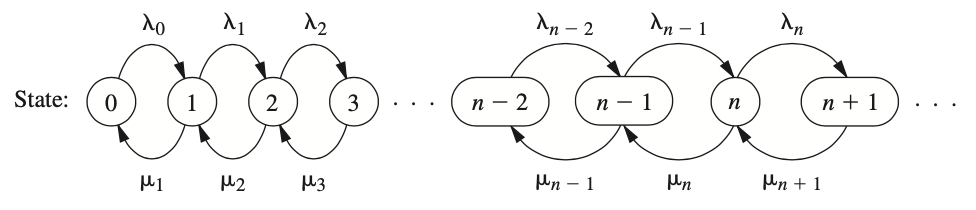 λ₀ λ₁ λ₂ λₙ ₋ ₂ λₙ ₋ ₁ λₙ
State: 0 1 2 3 . . . n − 2 n − 1 n n + 1 . . .
μ₁ μ₂ μ₃ μₙ ₋ ₁ μₙ μₙ ₊ ₁